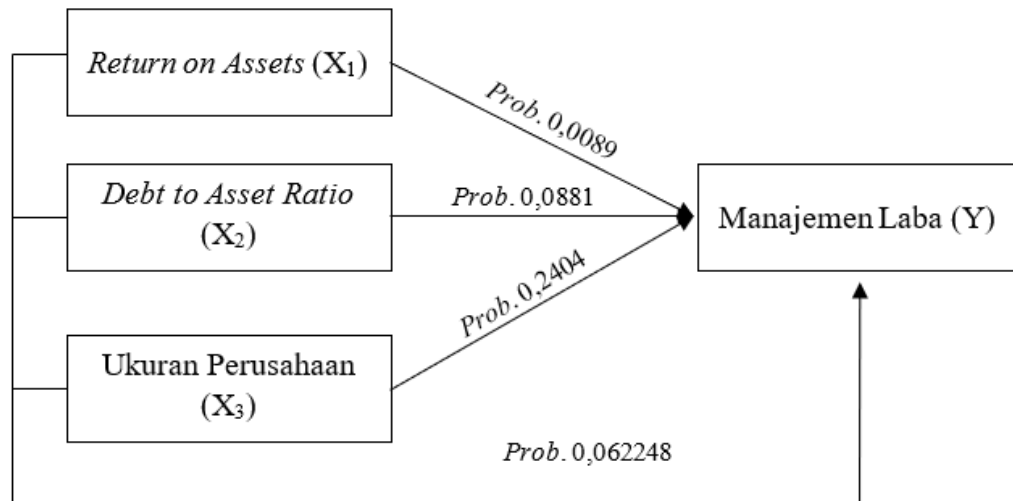 Return on Assets (X₁)
Prob. 0,0089
Debt to Asset Ratio
(X₂)
Prob. 0,0881
Manajemen Laba (Y)
Prob. 0,2404
Ukuran Perusahaan
(X₃)
Prob. 0,062248